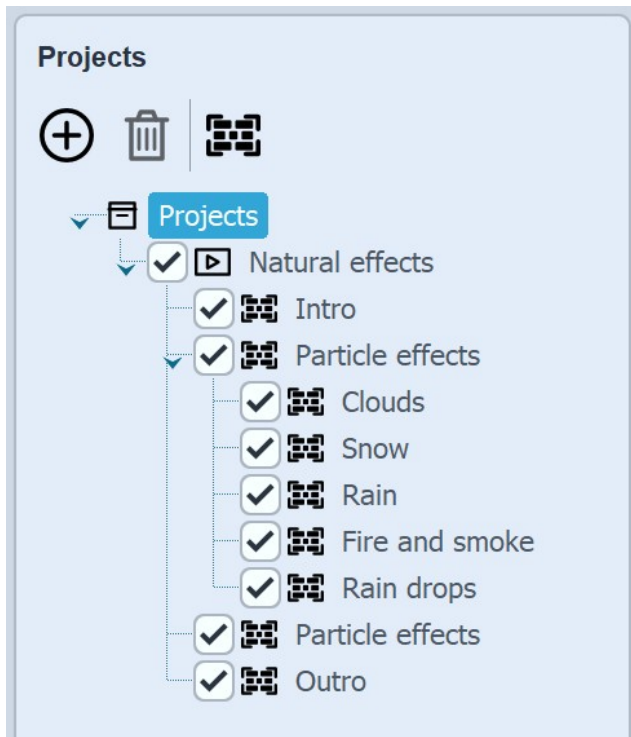 Projects
Projects
Natural effects
Intro
Particle effects
Clouds
Snow
Rain
Fire and smoke
Rain drops
Particle effects
Outro